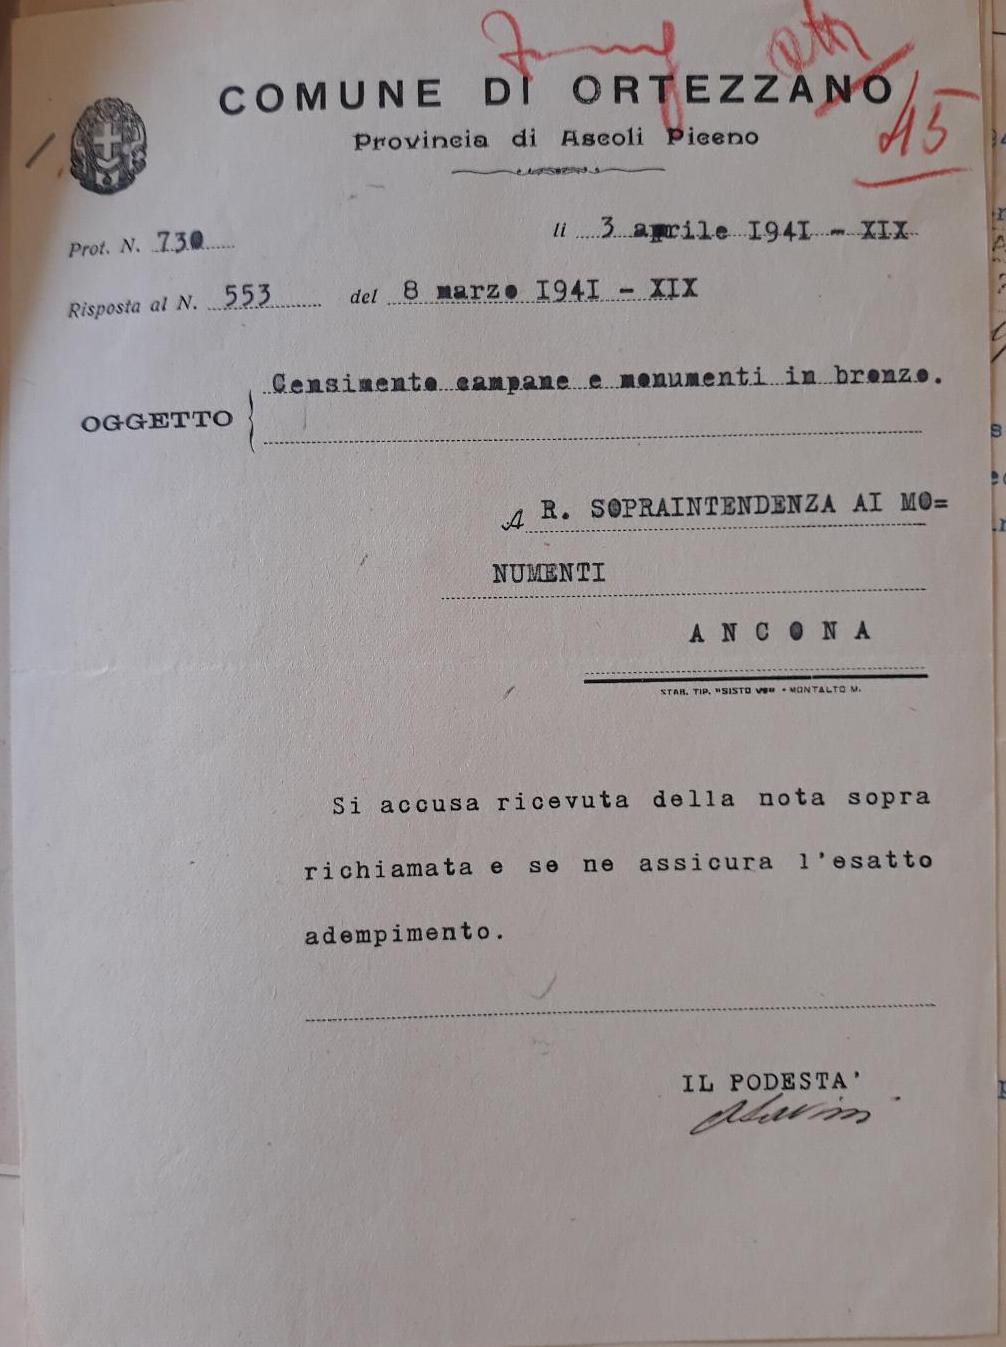 COMUNE DI ORTEZZANO
Provincia di Ascoli Piceno
45
Prot. N. 730
li 3 aprile 1941 - XIX
Risposta al N. 553 del 8 marzo 1941 - XIX
OGGETTO
Censimento campane e monumenti in bronzo.
A R. SOPRAINTENDENZA AI MO=
NUMENTI
ANCONA
STAB. TIP. "SISTO V" - MONTALTO M.
Si accusa ricevuta della nota sopra
richiamata e se ne assicura l'esatto
adempimento.
IL PODESTA'